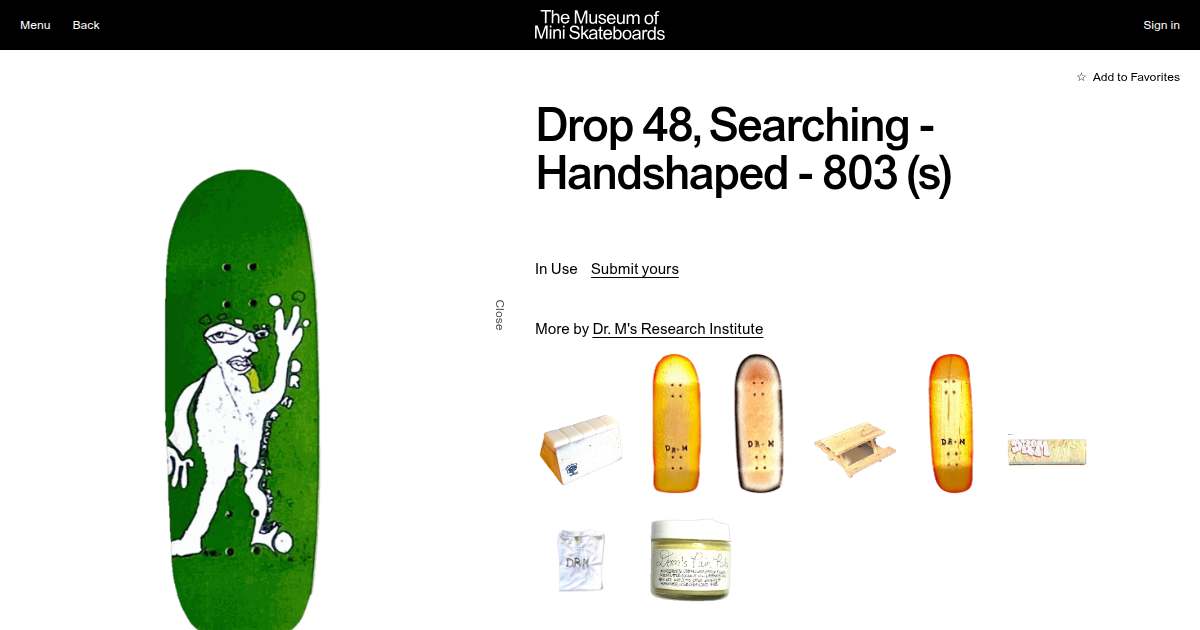 Menu
Back
The Museum of
Mini Skateboards
Sign in
☆ Add to Favorites
Drop 48, Searching -
Handshaped - 803 (s)
In Use
Submit yours
Close
More by Dr. M's Research Institute
DR M
DR·M
DR·M
DR·M
DRM